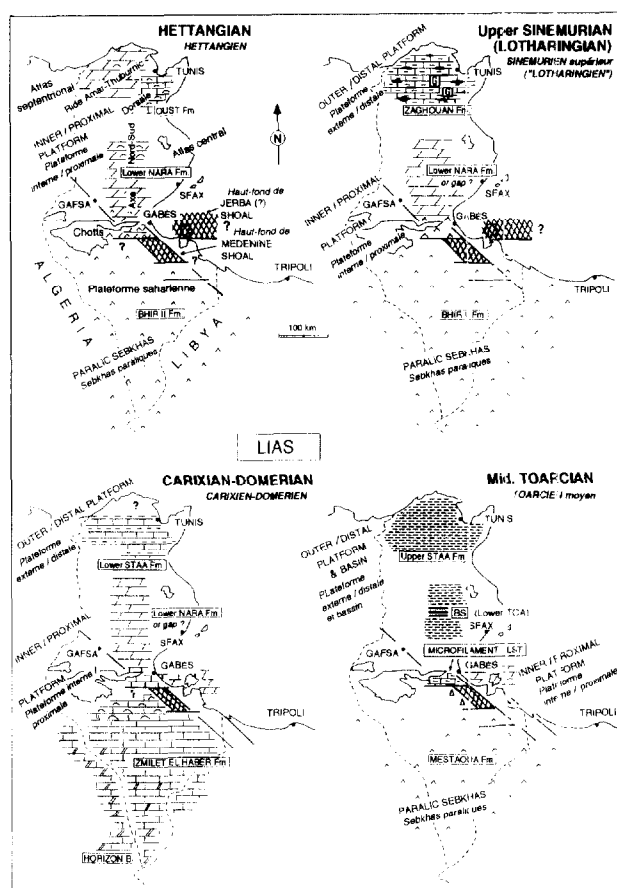 HETTANGIAN
HETTANGIEN
Atlas
septentrional
Ride Amar-Thuburnic
TUNIS
Dorsale
OUST Fm
INNER / PROXIMAL
PLATFORM
Plateforme
interne / proximale
Axe Nord-Sud
Atlas central
N
Lower NARA Fm
SFAX
GAFSA
GABES
Haut-fond de
JERBA (?)
SHOAL
?
Haut-fond de
MEDENINE
SHOAL
Chotts
?
?
TRIPOLI
Plateforme saharienne
ALGERIA
LIBYA
BHIR II Fm
100 km
PARALIC SEBKHAS
Sebkhas paraliques
Upper SINEMURIAN
(LOTHARINGIAN)
SINEMURIEN supérieur
("LOTHARINGIEN")
OUTER / DISTAL PLATFORM
Plateforme
externe / distale
TUNIS
ZAGHOUAN Fm
Lower NARA Fm
or gap ?
SFAX
INNER / PROXIMAL
PLATFORM
Plateforme
interne / proximale
GAFSA
GABES
?
TRIPOLI
BHIR I Fm
PARALIC SEBKHAS
Sebkhas paraliques
LIAS
CARIXIAN-DOMERIAN
CARIXIEN-DOMERIEN
OUTER / DISTAL PLATFORM
Plateforme
externe / distale
?
TUNIS
Lower STAA Fm
Lower NARA Fm
or gap ?
SFAX
INNER / PROXIMAL
PLATFORM
Plateforme interne /
proximale
GAFSA
GABES
?
TRIPOLI
ZMILET EL HABER Fm
HORIZON B
Mid. TOARCIAN
TOARCIEN moyen
OUTER / DISTAL
PLATFORM
& BASIN
Plateforme
externe / distale
et bassin
TUNIS
Upper STAA Fm
BS
(Lower TOA)
SFAX
MICROFILAMENT LST
GAFSA
GABES
INNER / PROXIMAL
PLATFORM
Plateforme
interne / proximale
TRIPOLI
MESTAOUA Fm
PARALIC SEBKHAS
Sebkhas paraliques